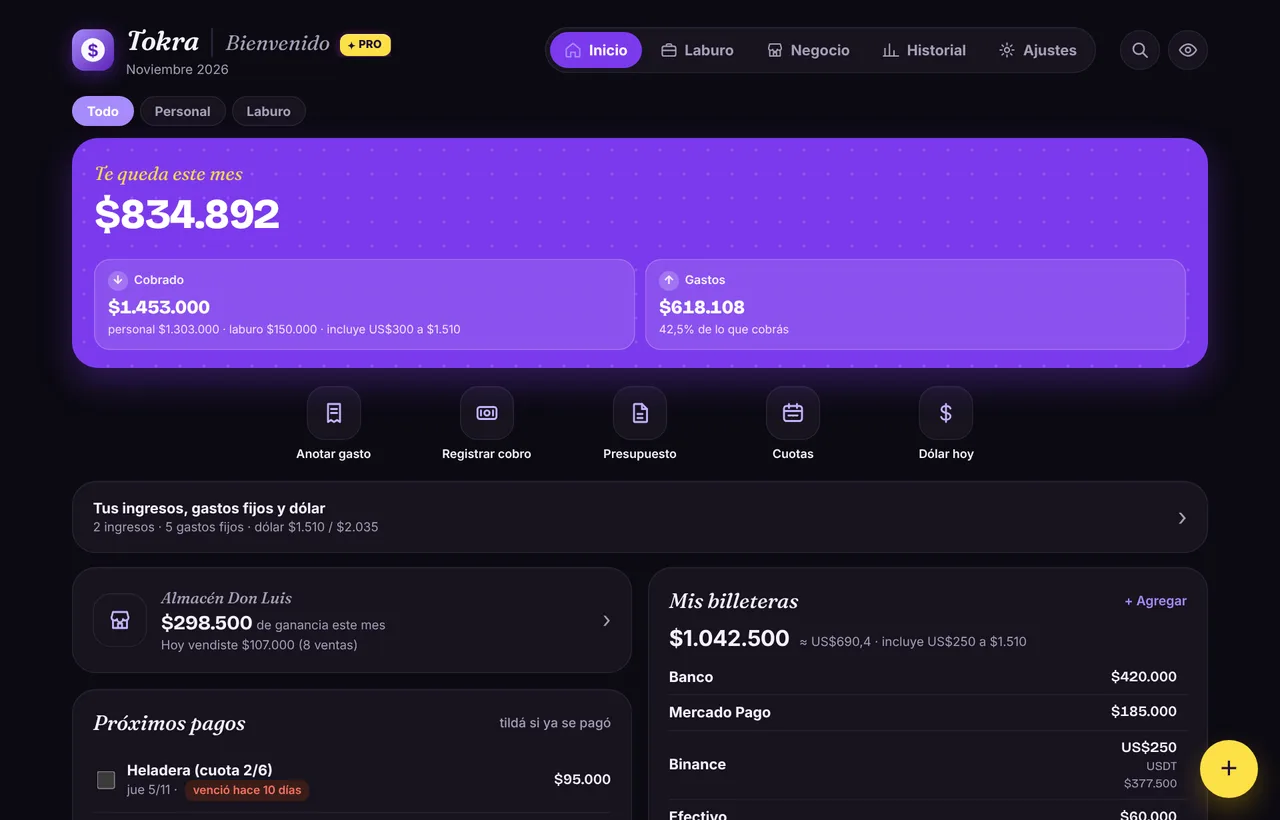 $
Tokra
Bienvenido
PRO
Noviembre 2026
Inicio
Laburo
Negocio
Historial
Ajustes
Todo
Personal
Laburo
Te queda este mes
$834.892
Cobrado
$1.453.000
personal $1.303.000 · laburo $150.000 · incluye US$300 a $1.510
Gastos
$618.108
42,5% de lo que cobrás
Anotar gasto
Registrar cobro
Presupuesto
Cuotas
Dólar hoy
Tus ingresos, gastos fijos y dólar
2 ingresos · 5 gastos fijos · dólar $1.510 / $2.035
Almacén Don Luis
$298.500 de ganancia este mes
Hoy vendiste $107.000 (8 ventas)
Próximos pagos
tildá si ya se pagó
Heladera (cuota 2/6)
jue 5/11 · venció hace 10 días
$95.000
Mis billeteras
+ Agregar
$1.042.500 ≈ US$690,4 · incluye US$250 a $1.510
Banco
$420.000
Mercado Pago
$185.000
Binance
US$250
USDT
$377.500
Efectivo
$60.000
+